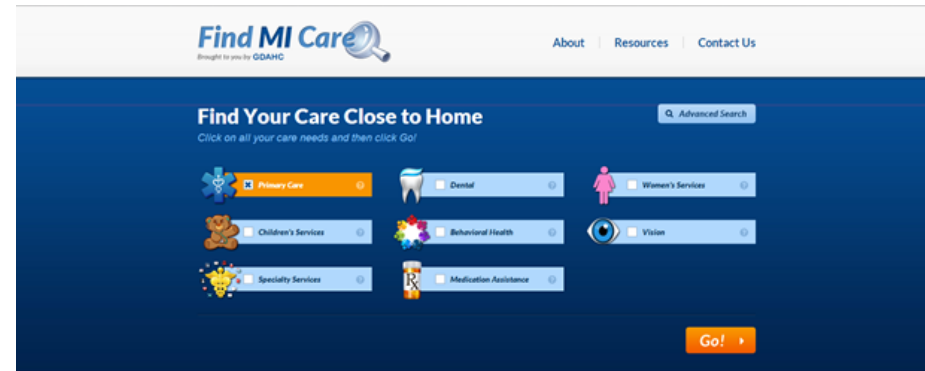 Find MI Care
Brought to you by GDAHC
About
Resources
Contact Us
Find Your Care Close to Home
Advanced Search
Click on all your care needs and then click Go!
Primary Care ?
Dental ?
Women's Services ?
Children's Services ?
Behavioral Health ?
Vision ?
Specialty Services ?
Rx
Medication Assistance ?
Go!